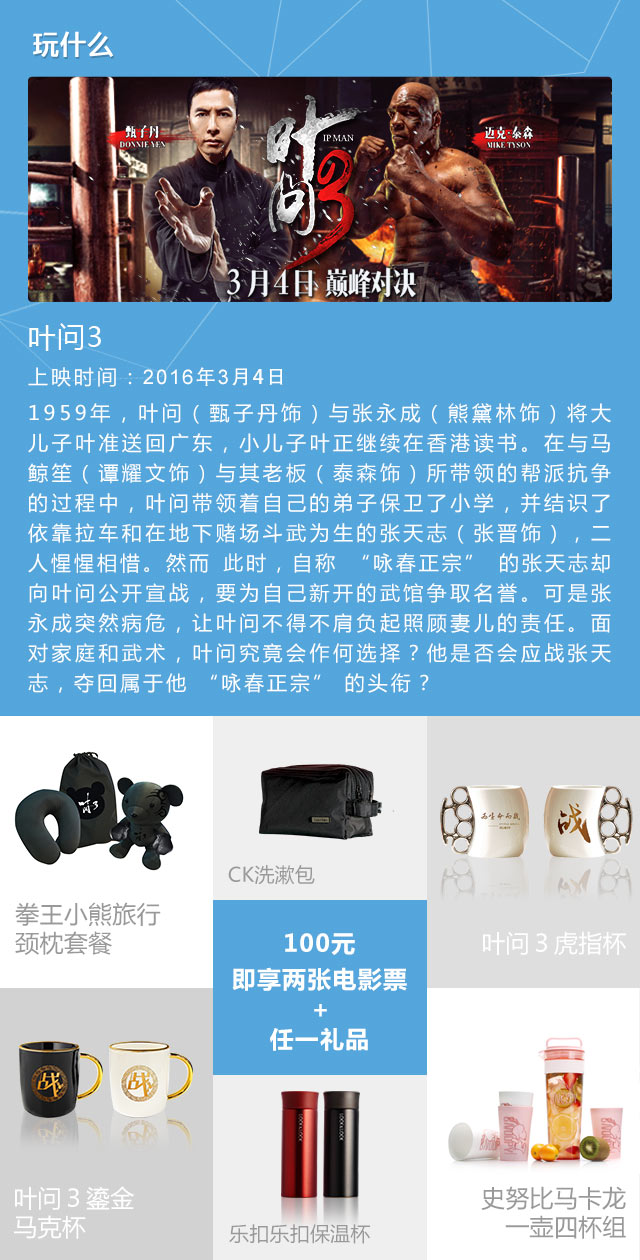 玩什么
甄子丹
DONNIE YEN
叶问3
IP MAN
迈克·泰森
MIKE TYSON
3月4日 巅峰对决
叶问3
上映时间：2016年3月4日
1959年，叶问（甄子丹饰）与张永成（熊黛林饰）将大
儿子叶准送回广东，小儿子叶正继续在香港读书。在与马
鲸笙（谭耀文饰）与其老板（泰森饰）所带领的帮派抗争
的过程中，叶问带领着自己的弟子保卫了小学，并结识了
依靠拉车和在地下赌场斗武为生的张天志（张晋饰），二
人惺惺相惜。然而 此时，自称 “咏春正宗” 的张天志却
向叶问公开宣战，要为自己新开的武馆争取名誉。可是张
永成突然病危，让叶问不得不肩负起照顾妻儿的责任。面
对家庭和武术，叶问究竟会作何选择？他是否会应战张天
志，夺回属于他 “咏春正宗” 的头衔？
叶问3
拳王小熊旅行
颈枕套餐
CK洗漱包
为生命而战
战
叶问 3 虎指杯
100元
即享两张电影票
+
任一礼品
战
战
叶问 3 鎏金
马克杯
LOCK&LOCK
LOCK&LOCK
乐扣乐扣保温杯
史努比马卡龙
一壶四杯组